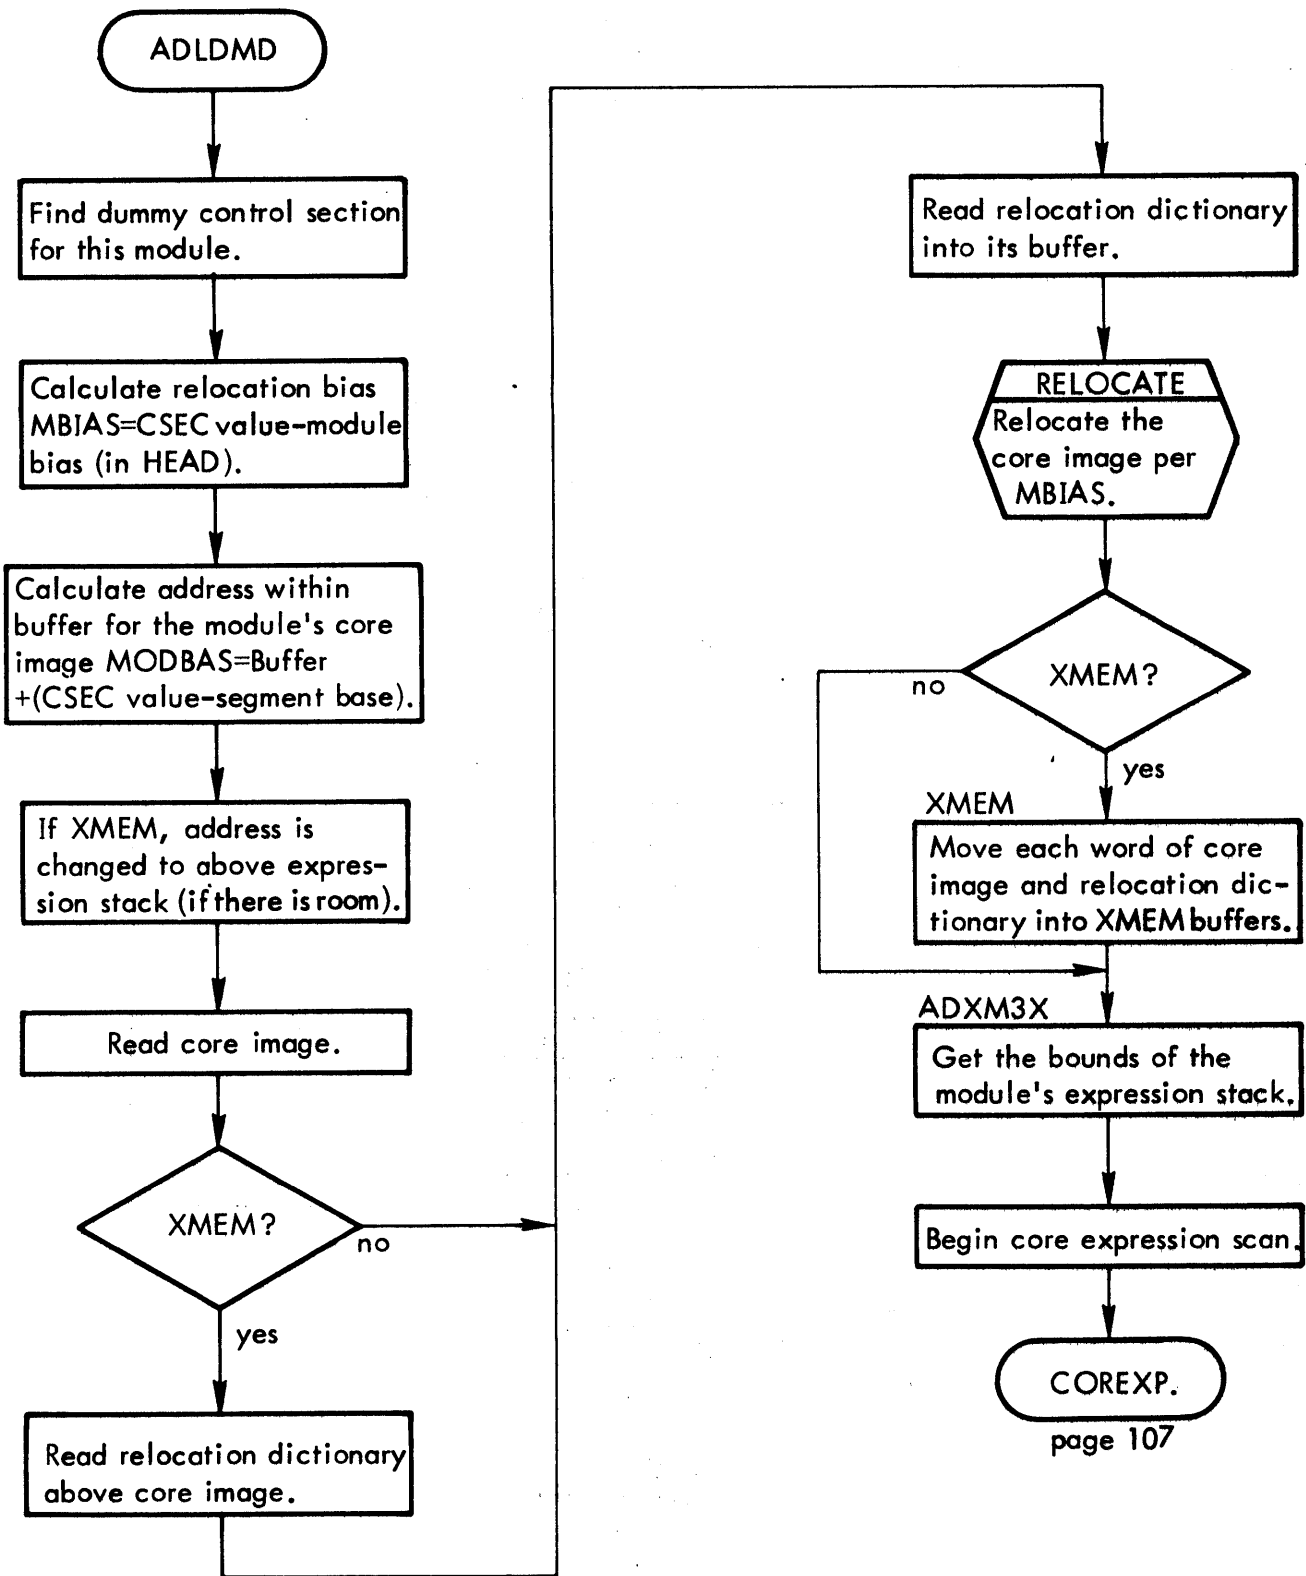 ADLDMD
Find dummy control section
for this module.
Calculate relocation bias
MBIAS=CSEC value-module
bias (in HEAD).
Calculate address within
buffer for the module's core
image MODBAS=Buffer
+(CSEC value-segment base).
If XMEM, address is
changed to above expres-
sion stack (if there is room).
Read core image.
XMEM?
no
yes
Read relocation dictionary
above core image.
Read relocation dictionary
into its buffer.
RELOCATE
Relocate the
core image per
MBIAS.
XMEM?
no
yes
XMEM
Move each word of core
image and relocation dic-
tionary into XMEM buffers.
ADXM3X
Get the bounds of the
module's expression stack.
Begin core expression scan.
COREXP.
page 107